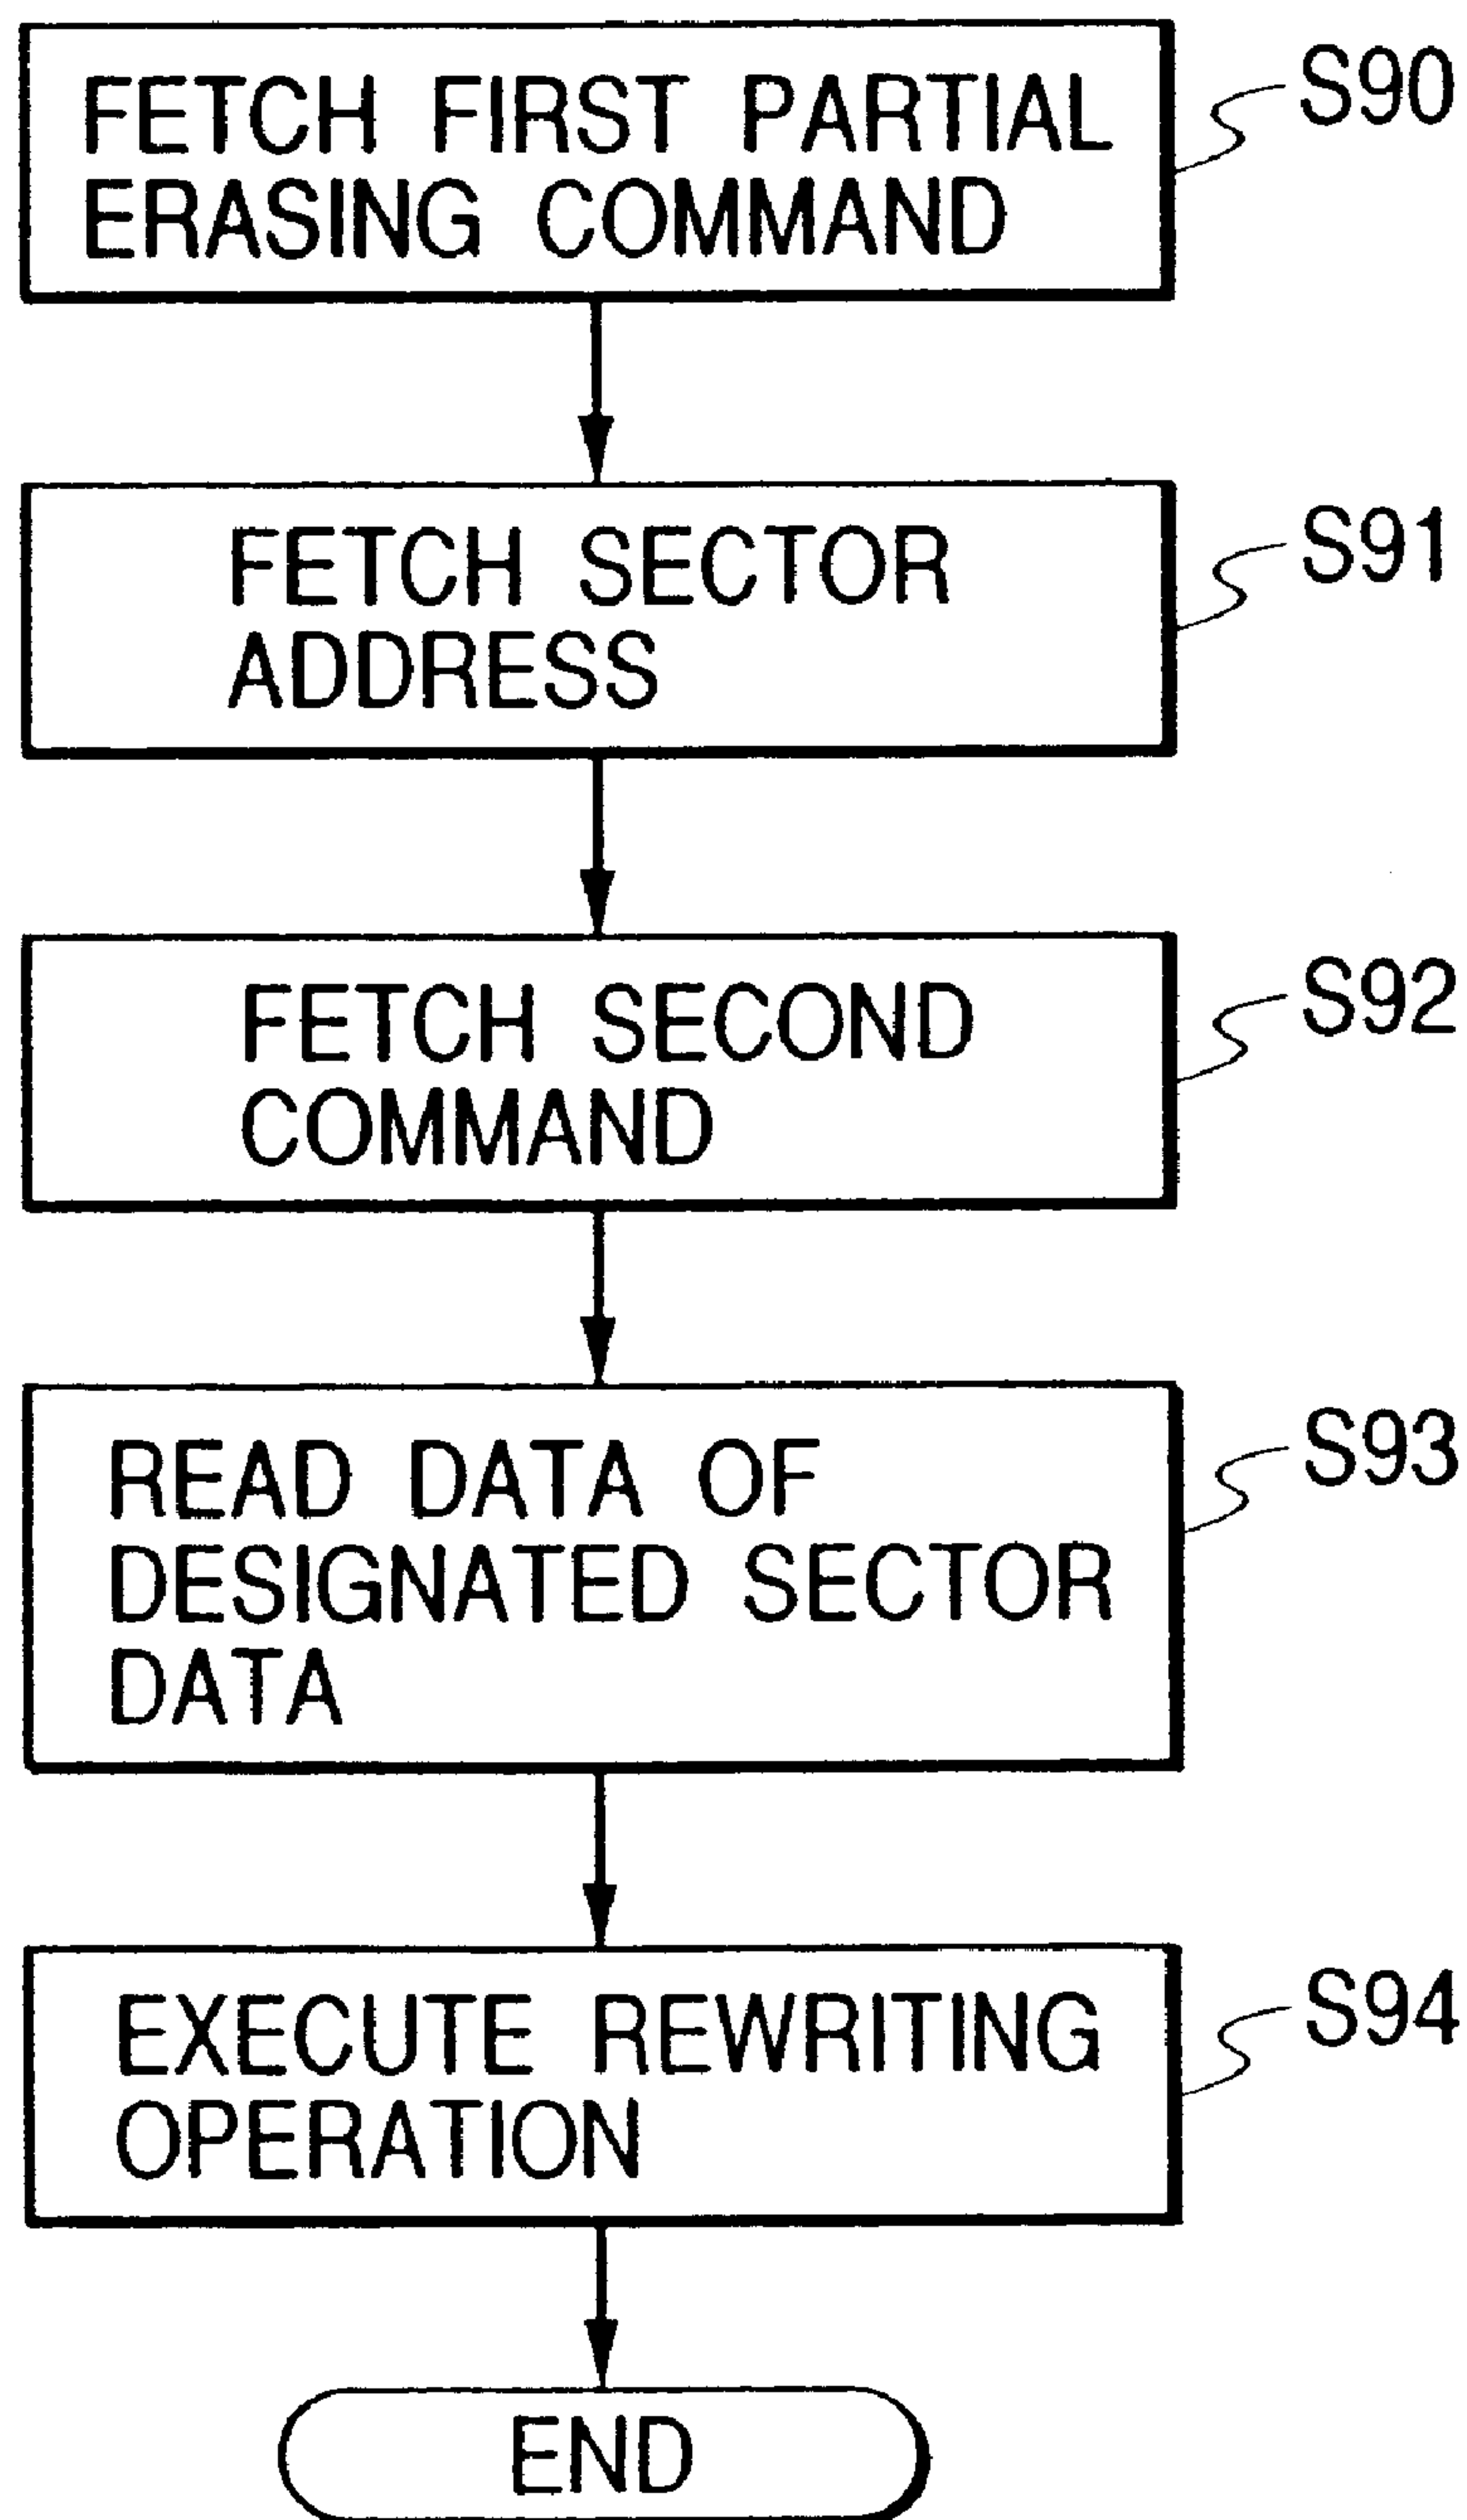 FETCH FIRST PARTIAL
ERASING COMMAND
S90
FETCH SECTOR
ADDRESS
S91
FETCH SECOND
COMMAND
S92
READ DATA OF
DESIGNATED SECTOR
DATA
S93
EXECUTE REWRITING
OPERATION
S94
END